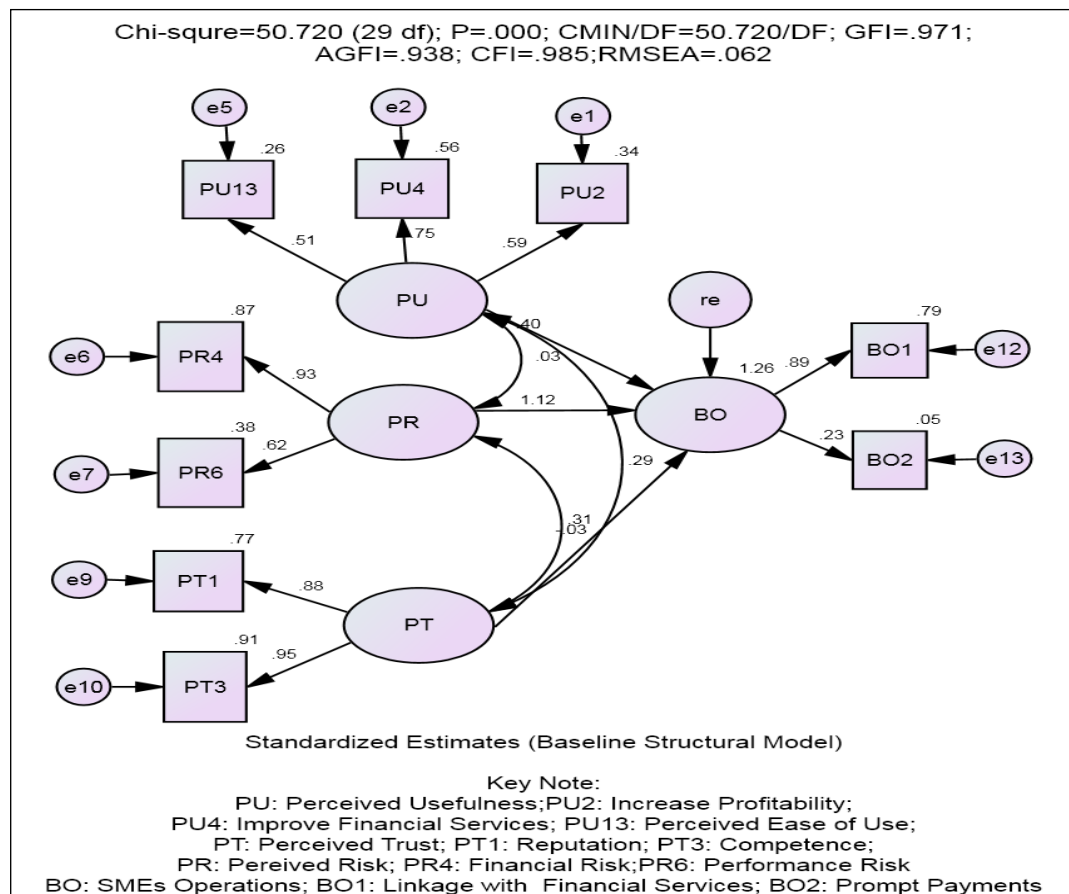 Chi-squre=50.720 (29 df); P=.000; CMIN/DF=50.720/DF; GFI=.971;
AGFI=.938; CFI=.985;RMSEA=.062
e5
e2
e1
.26
.56
.34
PU13
PU4
PU2
.51
.75
.59
PU
re
.87
.79
e6
PR4
.40
.03
1.26
.89
BO1
e12
.93
PR
1.12
BO
.38
.62
.23
.05
e7
PR6
.29
BO2
e13
.31
.03
.77
e9
PT1
.88
PT
.91
.95
e10
PT3
Standardized Estimates (Baseline Structural Model)
Key Note:
PU: Perceived Usefulness;PU2: Increase Profitability;
PU4: Improve Financial Services; PU13: Perceived Ease of Use;
PT: Perceived Trust; PT1: Reputation; PT3: Competence;
PR: Pereived Risk; PR4: Financial Risk;PR6: Performance Risk
BO: SMEs Operations; BO1: Linkage with  Financial Services; BO2: Prompt Payments